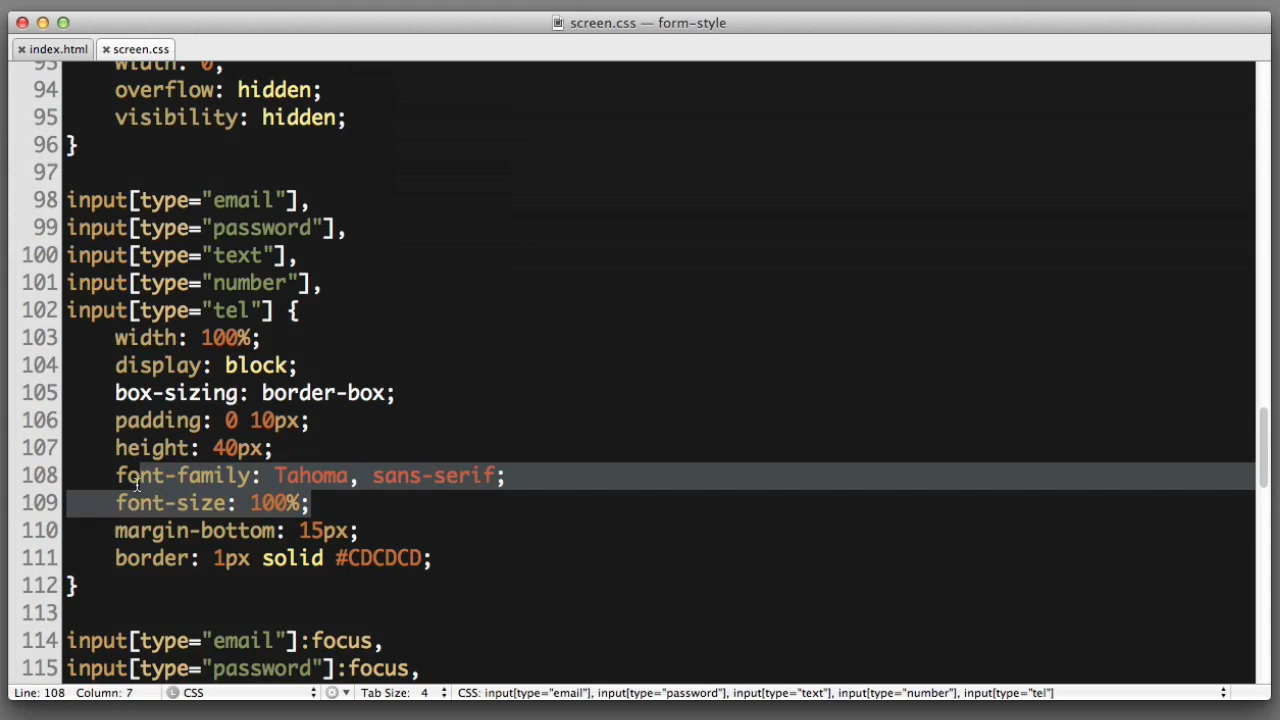 screen.css — form-style
index.html screen.css
93 width: 0;
94 overflow: hidden;
95 visibility: hidden;
96 }
97
98 input[type="email"],
99 input[type="password"],
100 input[type="text"],
101 input[type="number"],
102 input[type="tel"] {
103 width: 100%;
104 display: block;
105 box-sizing: border-box;
106 padding: 0 10px;
107 height: 40px;
108 font-family: Tahoma, sans-serif;
109 font-size: 100%;
110 margin-bottom: 15px;
111 border: 1px solid #CDCDCD;
112 }
113
114 input[type="email"]:focus,
115 input[type="password"]:focus,
Line: 108 Column: 7 L CSS Tab Size: 4 CSS: input[type="email"], input[type="password"], input[type="text"], input[type="number"], input[type="tel"]